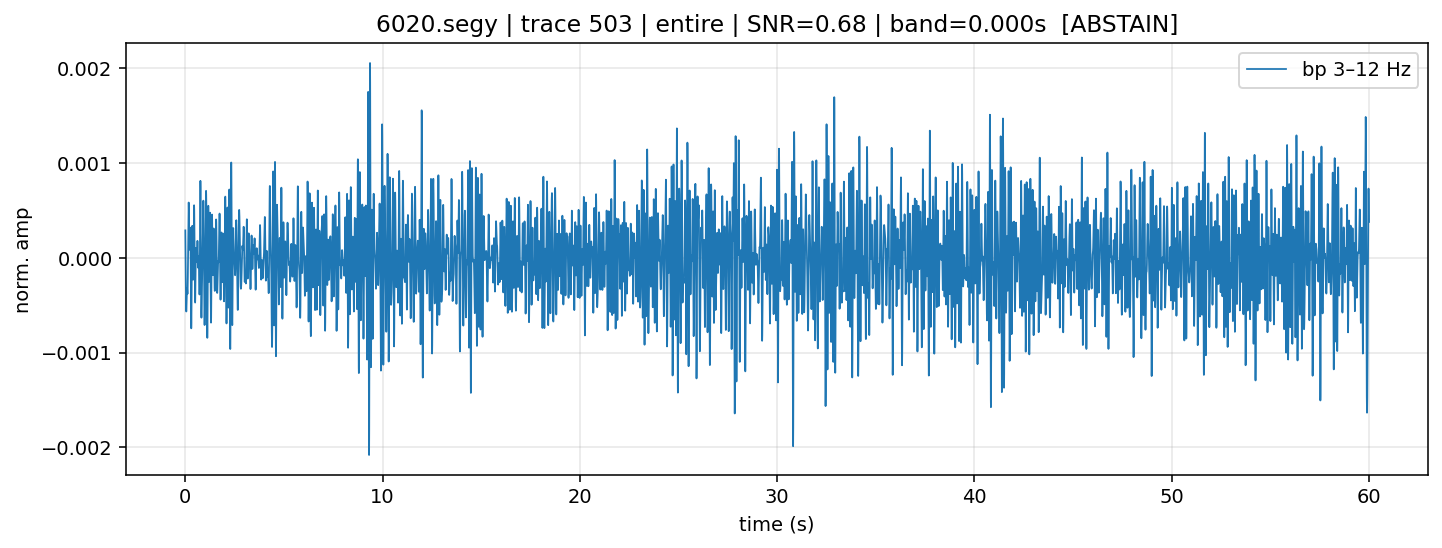 6020.segy | trace 503 | entire | SNR=0.68 | band=0.000s  [ABSTAIN]
bp 3–12 Hz
norm. amp
0.002
0.001
0.000
−0.001
−0.002
0 10 20 30 40 50 60
time (s)